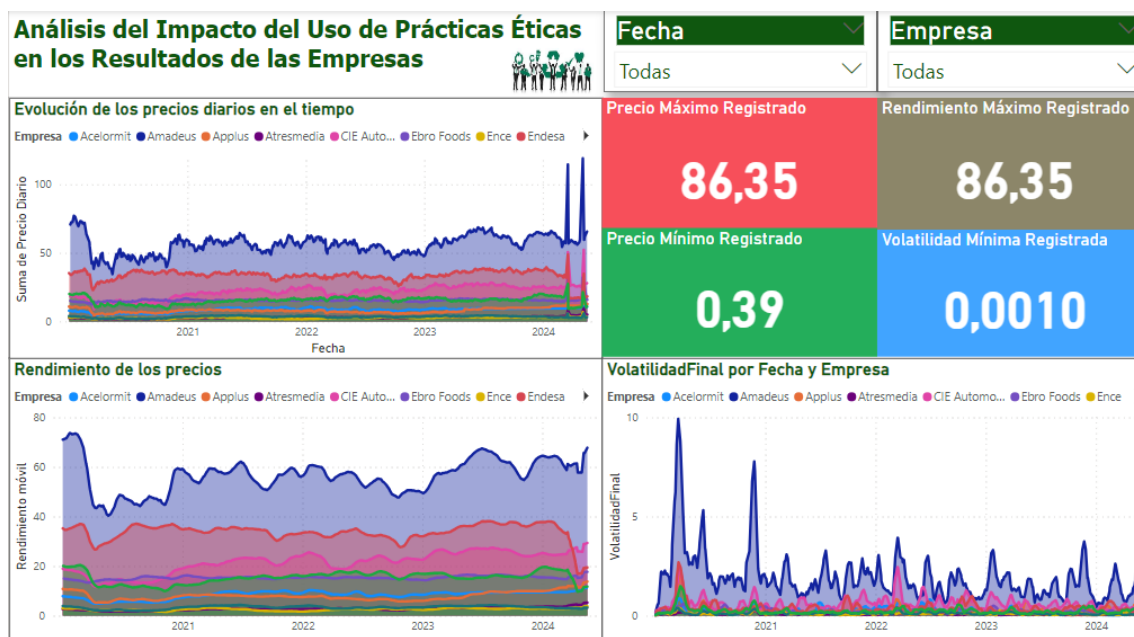 Análisis del Impacto del Uso de Prácticas Éticas
en los Resultados de las Empresas
Fecha
Todas
Empresa
Todas
Evolución de los precios diarios en el tiempo
Empresa Acelormit Amadeus Applus Atresmedia CIE Auto... Ebro Foods Ence Endesa
Suma de Precio Diario
100
50
0
2021 2022 2023 2024
Fecha
Precio Máximo Registrado
86,35
Rendimiento Máximo Registrado
86,35
Precio Mínimo Registrado
0,39
Volatilidad Mínima Registrada
0,0010
Rendimiento de los precios
Empresa Acelormit Amadeus Applus Atresmedia CIE Auto... Ebro Foods Ence Endesa
Rendimiento móvil
80
60
40
20
0
2021 2022 2023 2024
VolatilidadFinal por Fecha y Empresa
Empresa Acelormit Amadeus Applus Atresmedia CIE Automo... Ebro Foods Ence
VolatilidadFinal
10
5
0
2021 2022 2023 2024